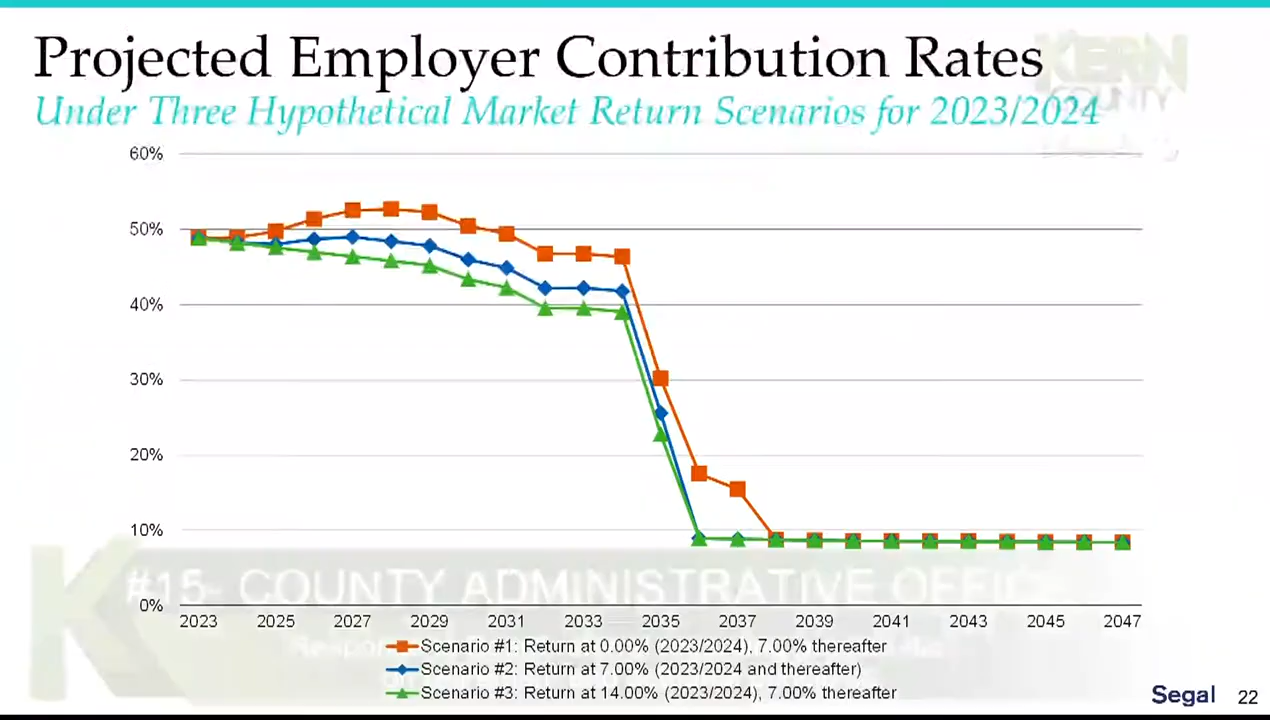 Projected Employer Contribution Rates
KERN
COUNTY
Under Three Hypothetical Market Return Scenarios for 2023/2024
60%
50%
40%
30%
20%
10%
#15- COUNTY ADMINISTRATIVE OFFICE
0%
2023 2025 2027 2029 2031 2033 2035 2037 2039 2041 2043 2045 2047
Scenario #1: Return at 0.00% (2023/2024), 7.00% thereafter
Scenario #2: Return at 7.00% (2023/2024 and thereafter)
Scenario #3: Return at 14.00% (2023/2024), 7.00% thereafter
Segal 22